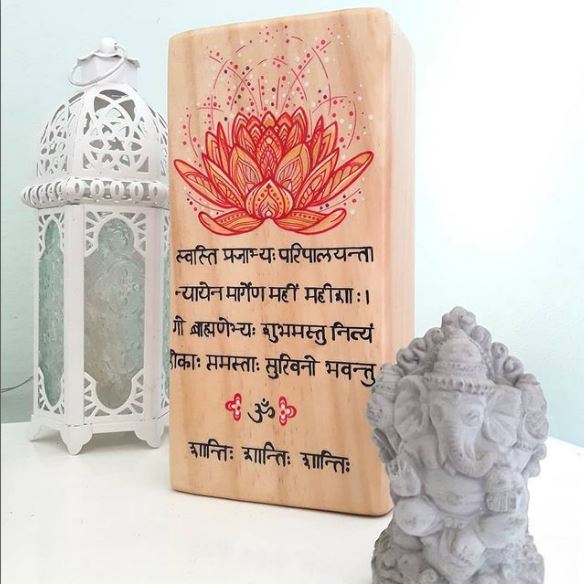 स्वस्ति प्रजाभ्यः परिपालयन्ता
न्यायेन मार्गेण महीं महीशाः।
गो ब्राह्मणेभ्यः शुभमस्तु नित्यं
समस्ताः सुखिनो भवन्तु
ॐ
शान्तिः शान्तिः शान्तिः